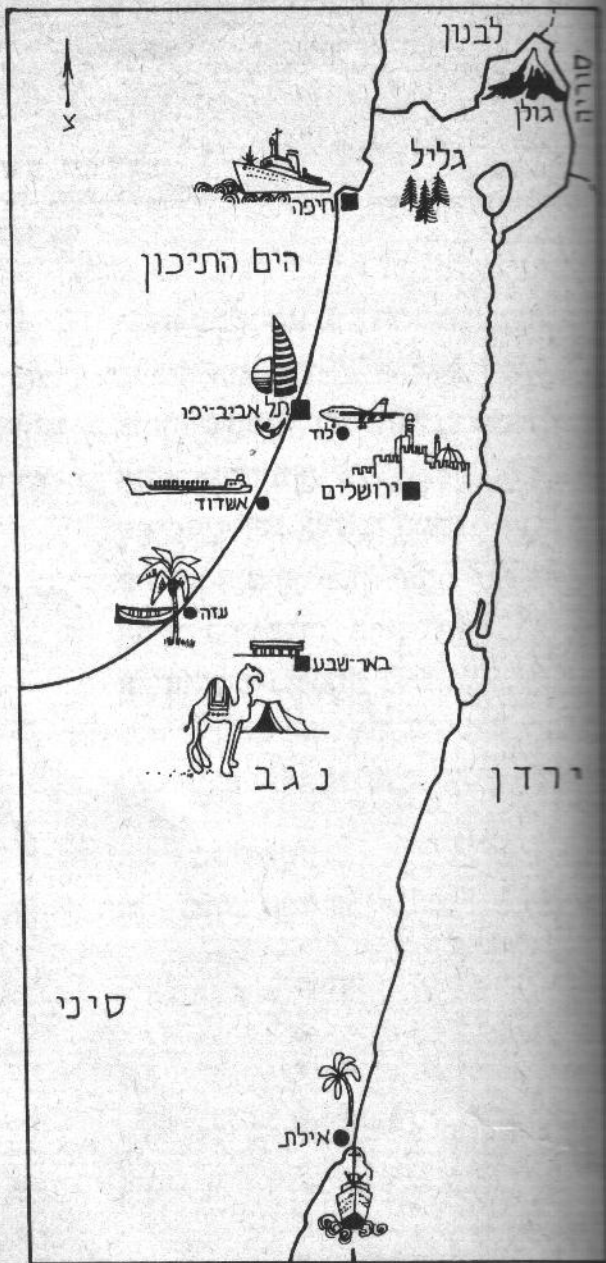 לבנון
סוריה
גולן
צ
גליל
חיפה
הים התיכון
תל אביב־יפו
לוד
ירושלים
אשדוד
עזה
באר־שבע
נגב
ירדן
סיני
אילת